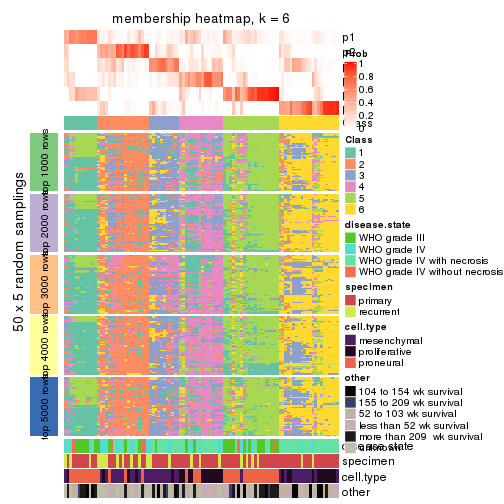 membership heatmap, k = 6
p1
Prob
1
0.8
0.6
0.4
0.2
0
Class
1
2
3
4
5
6
disease.state
WHO grade III
WHO grade IV
WHO grade IV with necrosis
WHO grade IV without necrosis
specimen
primary
recurrent
cell.type
mesenchymal
proliferative
proneural
other
104 to 154 wk survival
155 to 209 wk survival
52 to 103 wk survival
less than 52 wk survival
more than 209 wk survival
unknown
50 x 5 random samplings
top 1000 rows
top 2000 rows
top 3000 rows
top 4000 rows
top 5000 rows
disease.state
specimen
cell.type
other